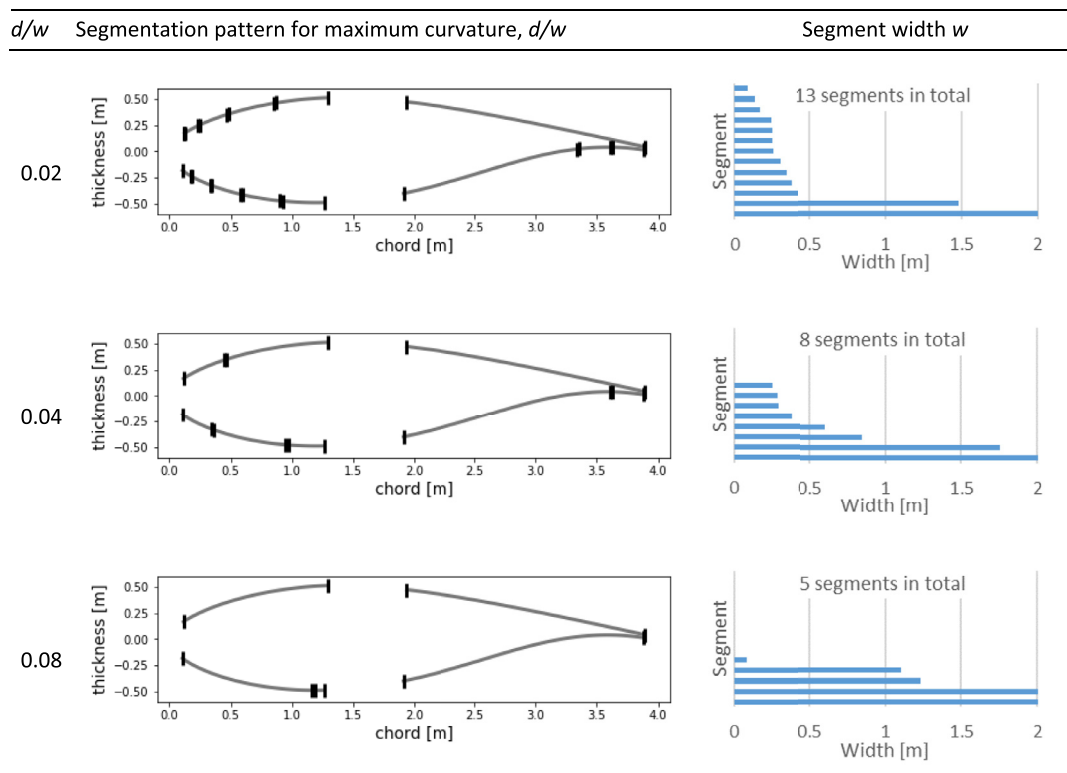 d/w Segmentation pattern for maximum curvature, d/w Segment width w
0.02
thickness [m]
0.50
0.25
0.00
−0.25
−0.50
0.0 0.5 1.0 1.5 2.0 2.5 3.0 3.5 4.0
chord [m]
13 segments in total
Segment
0 0.5 1 1.5 2
Width [m]
0.04
thickness [m]
0.50
0.25
0.00
−0.25
−0.50
0.0 0.5 1.0 1.5 2.0 2.5 3.0 3.5 4.0
chord [m]
8 segments in total
Segment
0 0.5 1 1.5 2
Width [m]
0.08
thickness [m]
0.50
0.25
0.00
−0.25
−0.50
0.0 0.5 1.0 1.5 2.0 2.5 3.0 3.5 4.0
chord [m]
5 segments in total
Segment
0 0.5 1 1.5 2
Width [m]